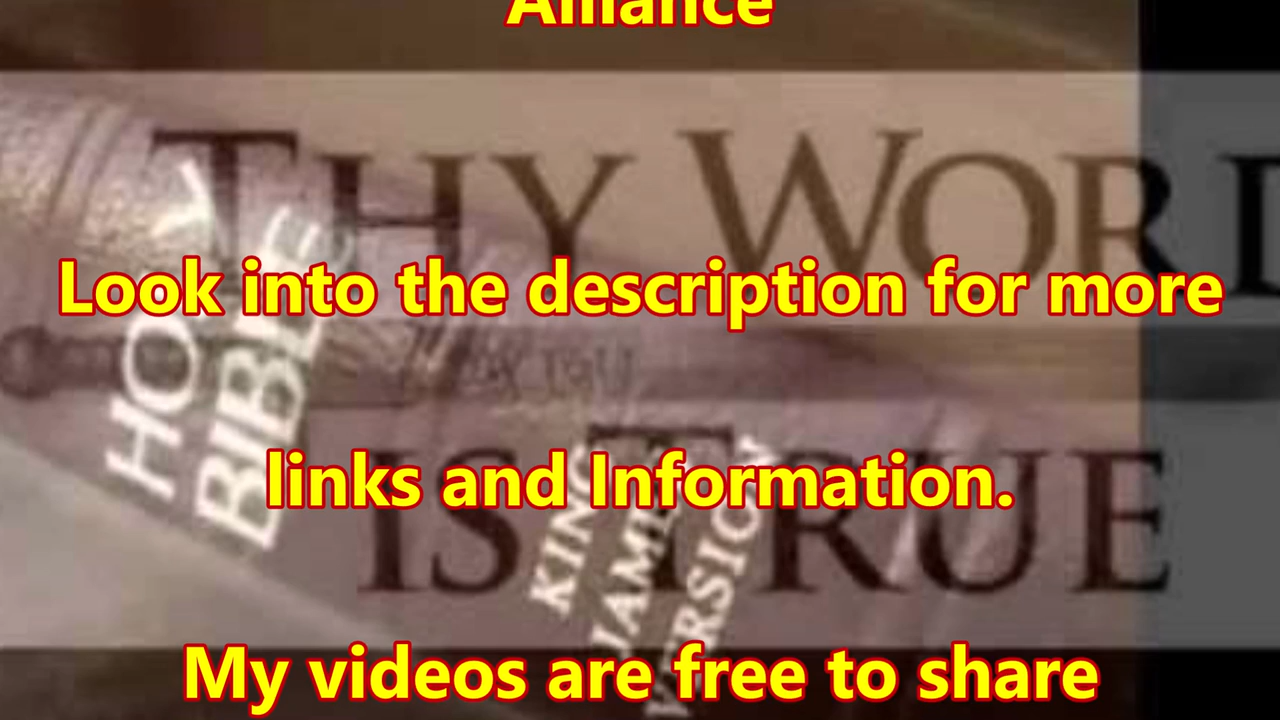 Alliance
THY WORD
Look into the description for more
HOLY
BIBLE
links and Information.
IS TRUE
KING
JAMES
VERSION
My videos are free to share